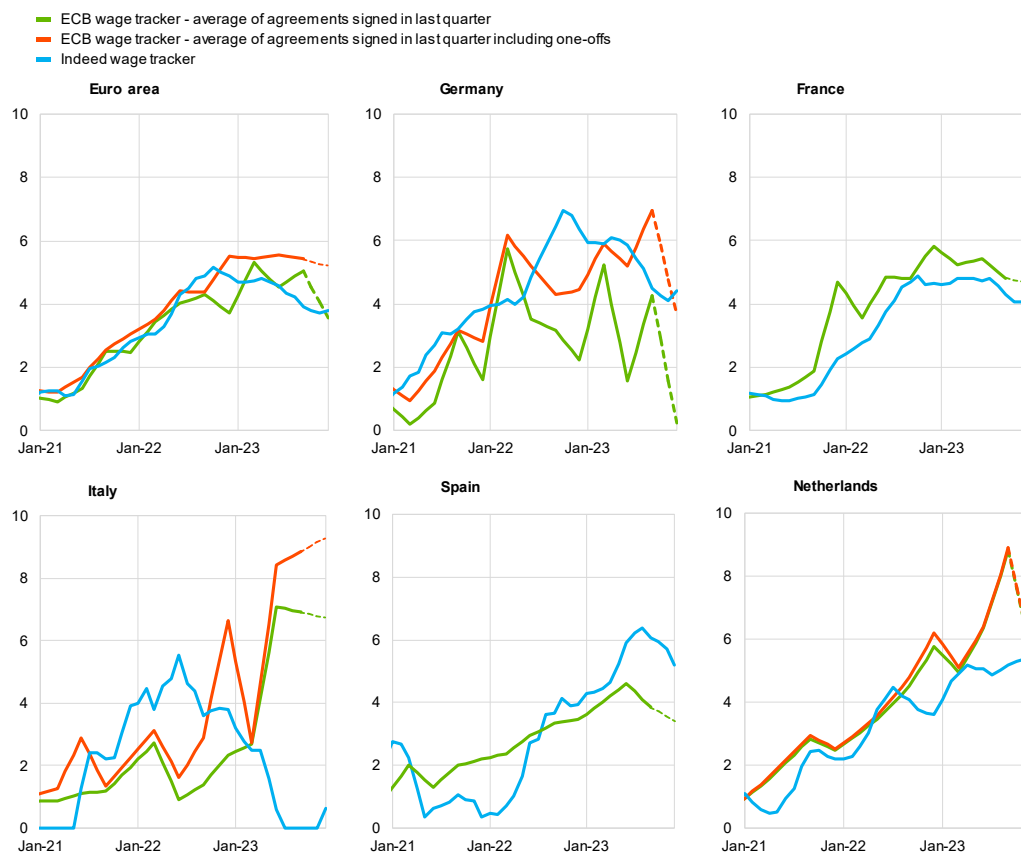 ECB wage tracker - average of agreements signed in last quarter
ECB wage tracker - average of agreements signed in last quarter including one-offs
Indeed wage tracker
Euro area
Germany
France
10
8
6
4
2
0
Jan-21 Jan-22 Jan-23
10
8
6
4
2
0
Jan-21 Jan-22 Jan-23
10
8
6
4
2
0
Jan-21 Jan-22 Jan-23
Italy
Spain
Netherlands
10
8
6
4
2
0
Jan-21 Jan-22 Jan-23
10
8
6
4
2
0
Jan-21 Jan-22 Jan-23
10
8
6
4
2
0
Jan-21 Jan-22 Jan-23